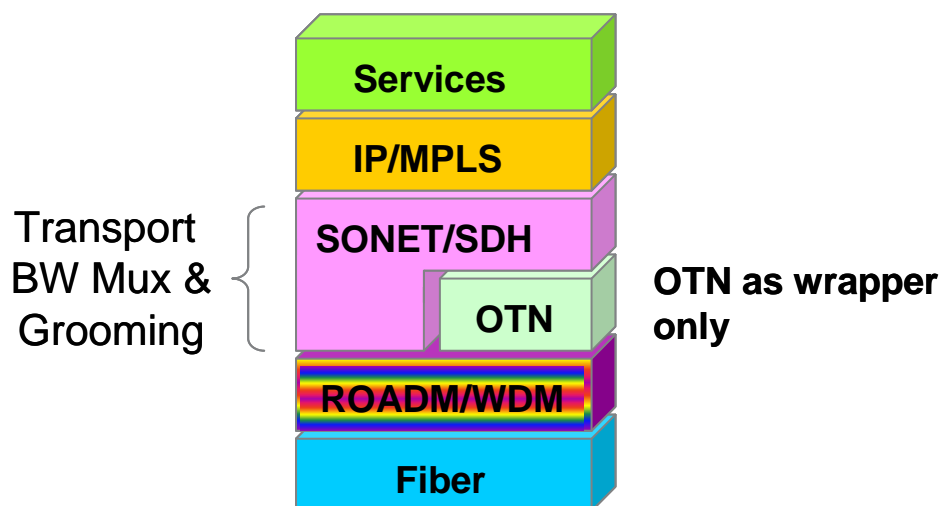 Services
IP/MPLS
SONET/SDH
Transport
BW Mux &
Grooming
OTN
OTN as wrapper
only
ROADM/WDM
Fiber